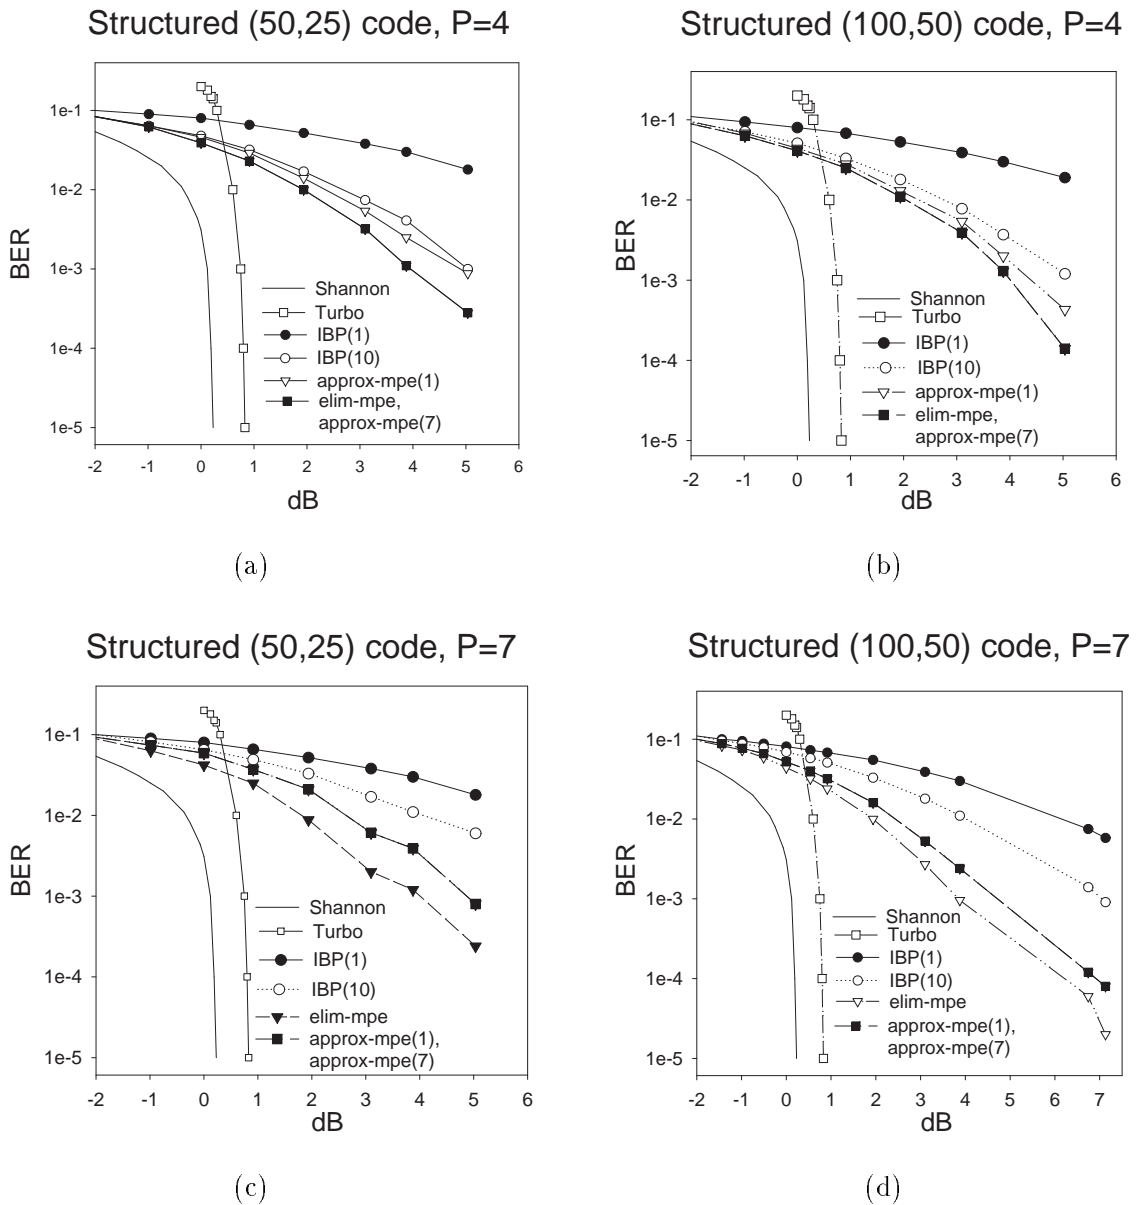 Structured (50,25) code, P=4
1e-1
1e-2
1e-3
1e-4
1e-5
BER
Shannon
Turbo
IBP(1)
IBP(10)
approx-mpe(1)
elim-mpe,
approx-mpe(7)
-2 -1 0 1 2 3 4 5 6
dB
(a)
Structured (100,50) code, P=4
1e-1
1e-2
1e-3
1e-4
1e-5
BER
Shannon
Turbo
IBP(1)
IBP(10)
approx-mpe(1)
elim-mpe,
approx-mpe(7)
-2 -1 0 1 2 3 4 5 6
dB
(b)
Structured (50,25) code, P=7
1e-1
1e-2
1e-3
1e-4
1e-5
BER
Shannon
Turbo
IBP(1)
IBP(10)
elim-mpe
approx-mpe(1),
approx-mpe(7)
-2 -1 0 1 2 3 4 5 6
dB
(c)
Structured (100,50) code, P=7
1e-1
1e-2
1e-3
1e-4
1e-5
BER
Shannon
Turbo
IBP(1)
IBP(10)
elim-mpe
approx-mpe(1),
approx-mpe(7)
-2 -1 0 1 2 3 4 5 6 7
dB
(d)